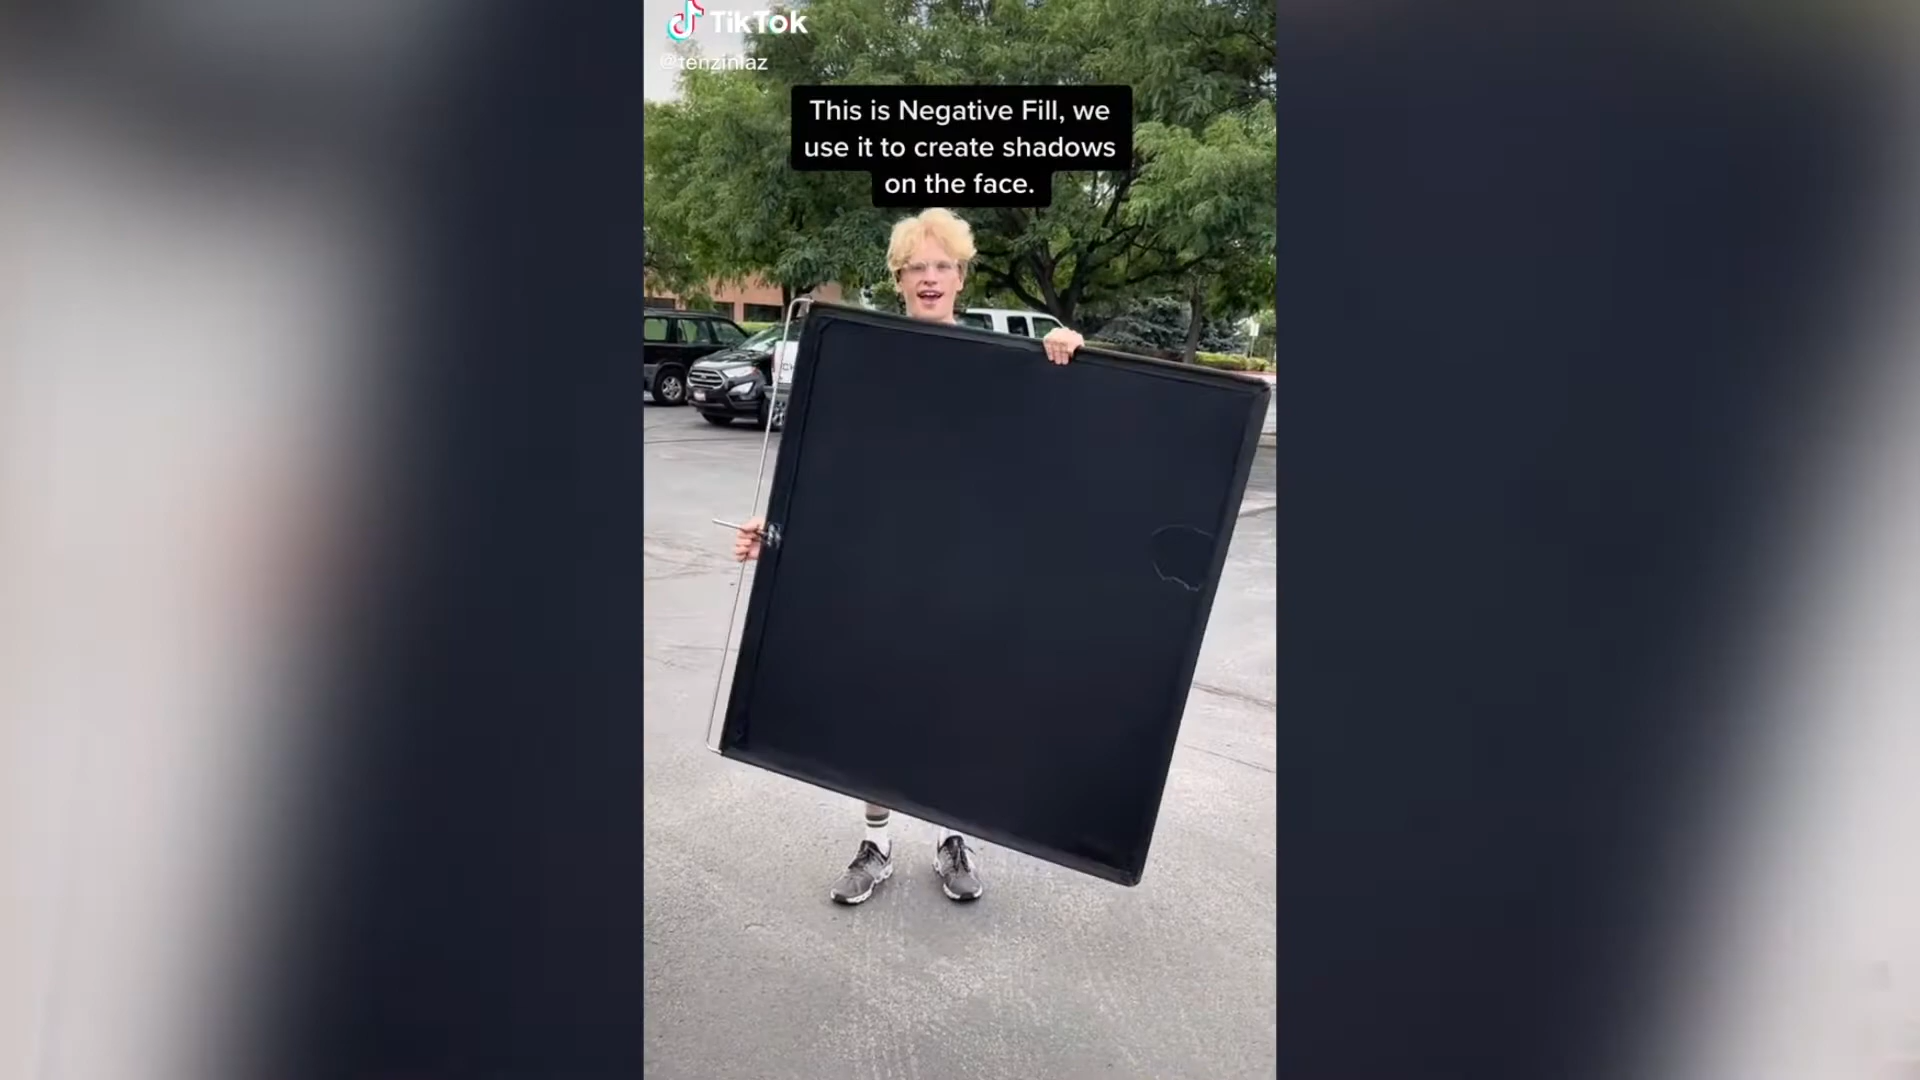 TikTok
@tenzinlaz
This is Negative Fill, we
use it to create shadows
on the face.